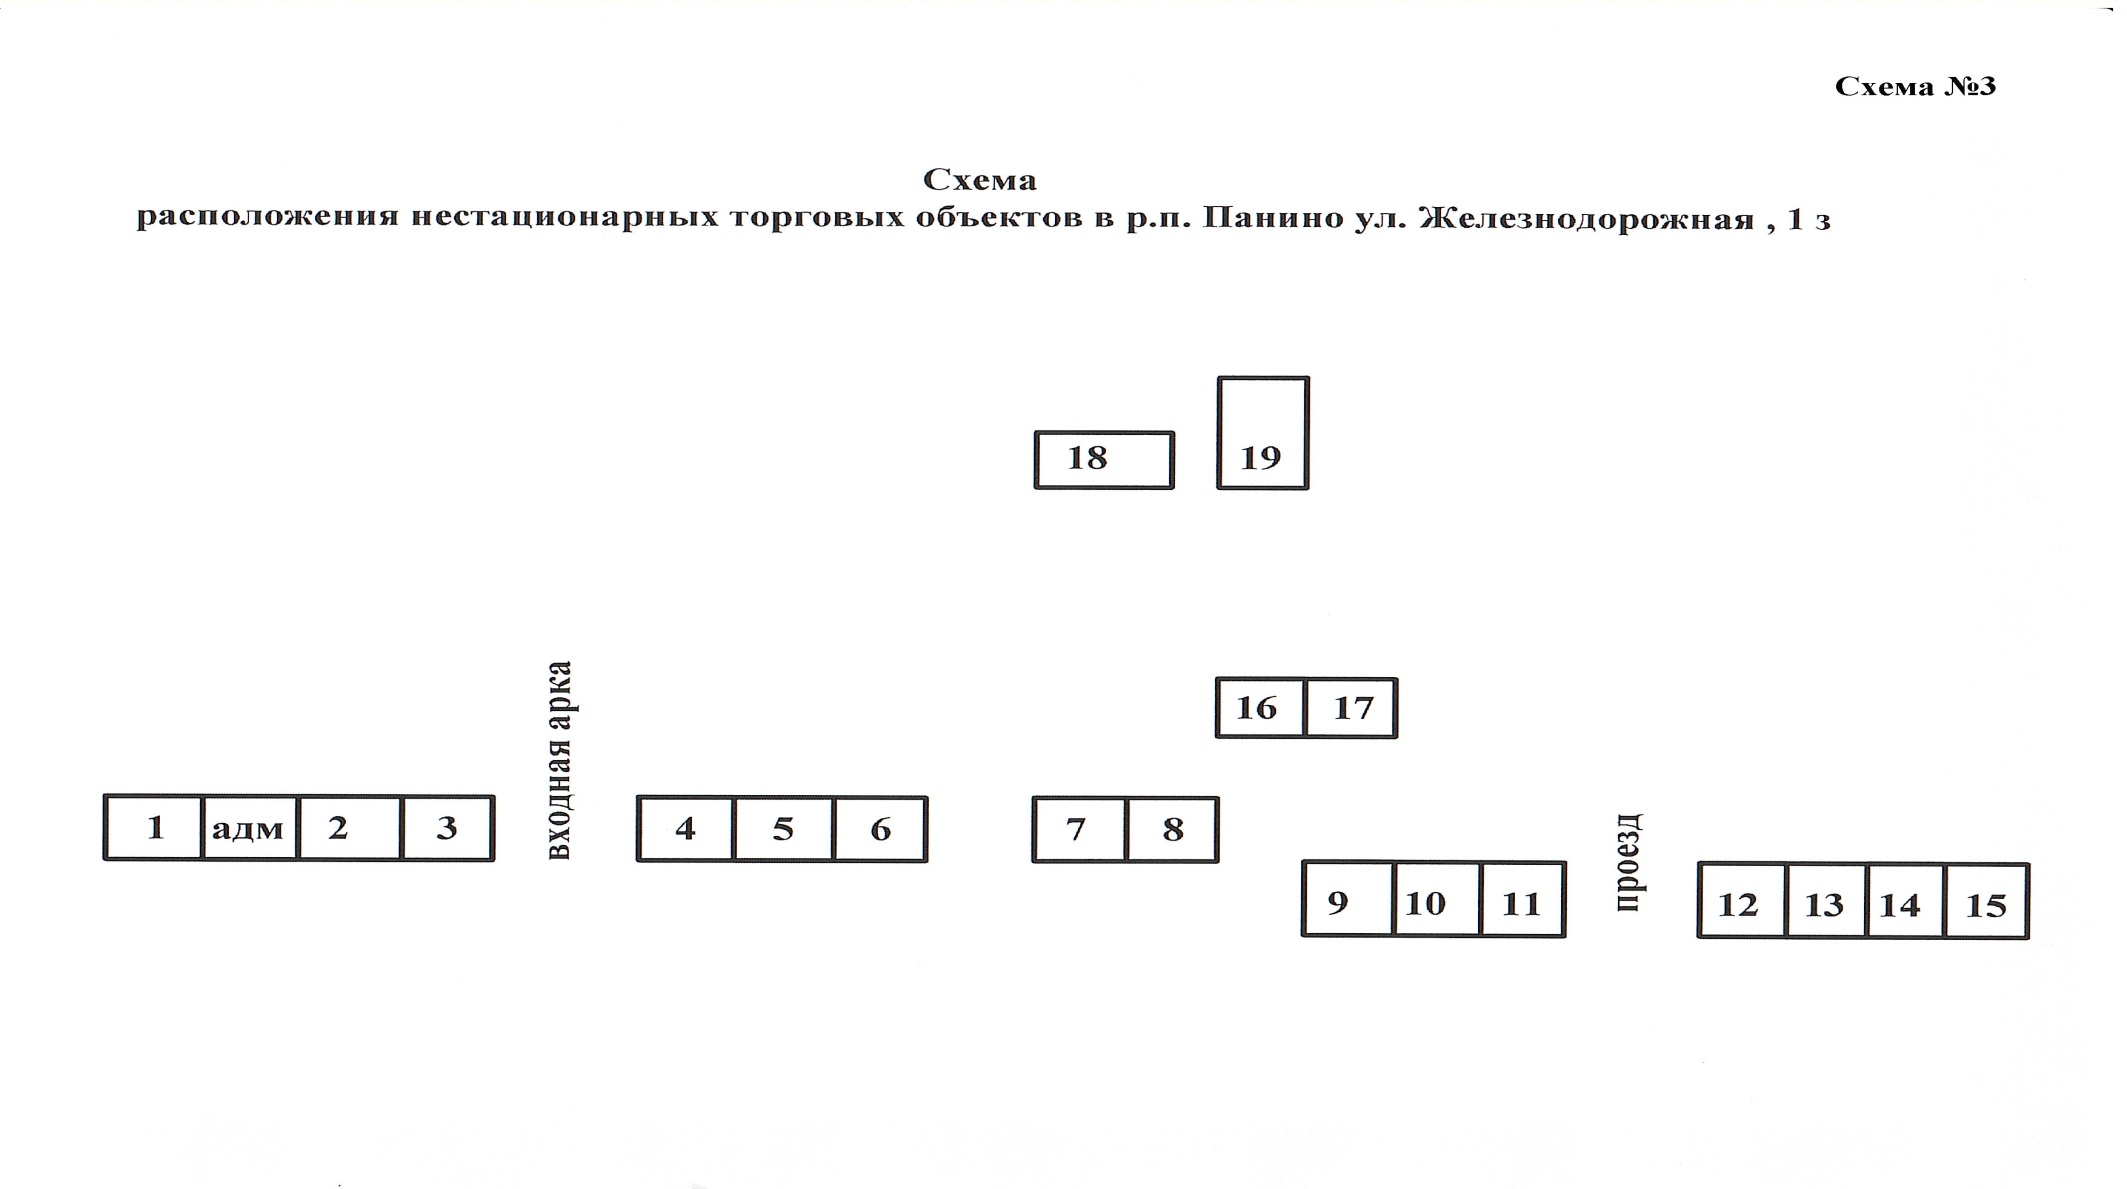 Схема №3
Схема
расположения нестационарных торговых объектов в р.п. Панино ул. Железнодорожная , 1 з
18
19
входная арка
16 17
1 адм 2 3
4 5 6
7 8
9 10 11
проезд
12 13 14 15